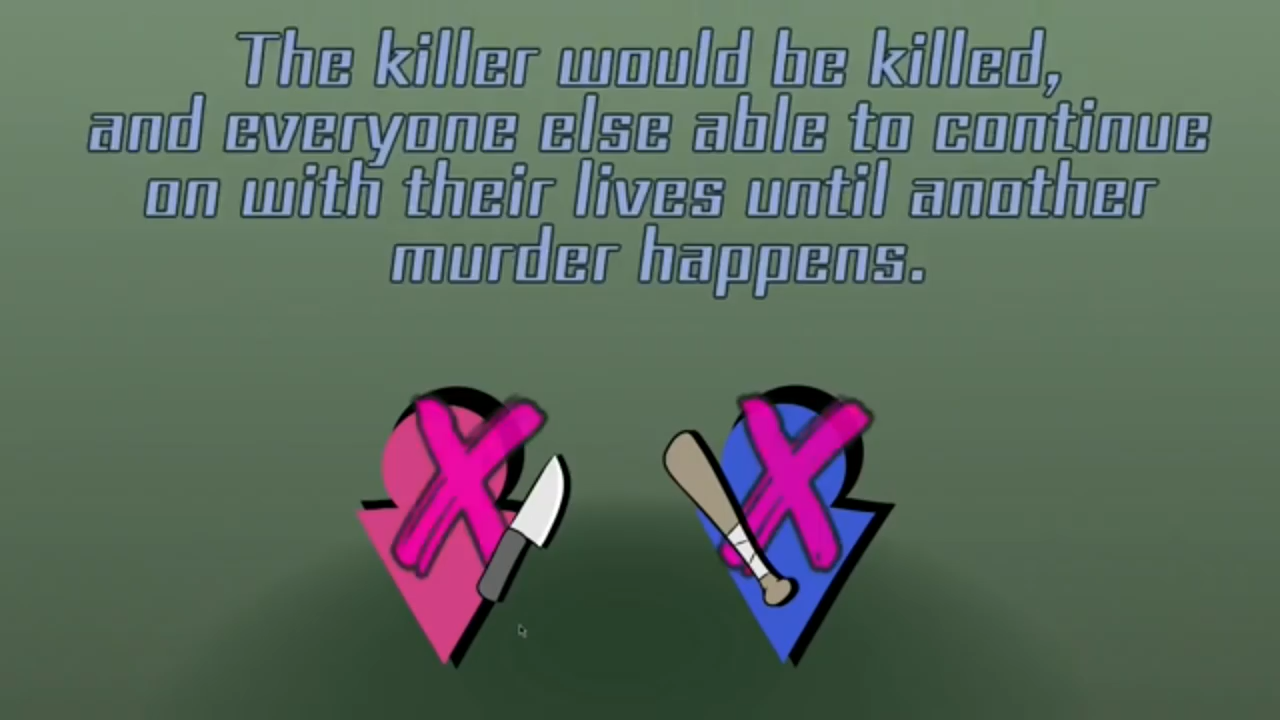 The killer would be killed,
and everyone else able to continue
on with their lives until another
murder happens.